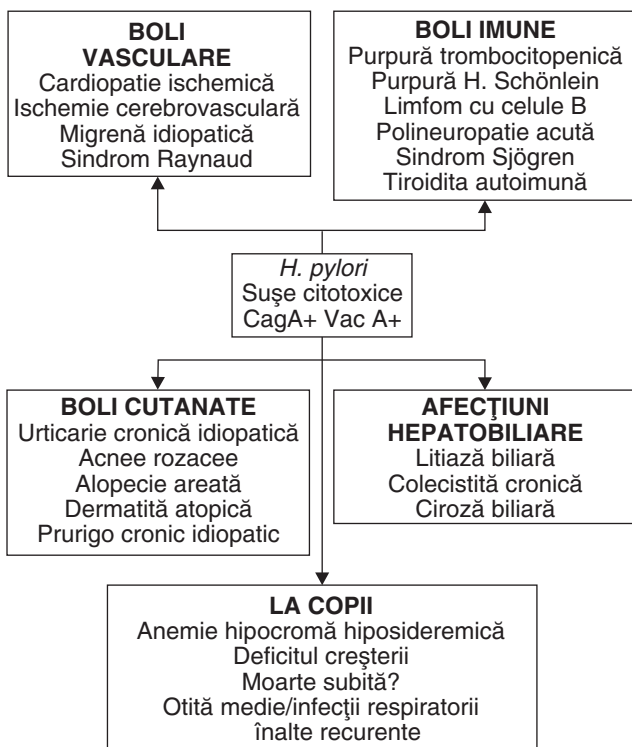 BOLI
VASCULARE
Cardiopatie ischemică
Ischemie cerebrovasculară
Migrenă idiopatică
Sindrom Raynaud
BOLI IMUNE
Purpură trombocitopenică
Purpură H. Schönlein
Limfom cu celule B
Polineuropatie acută
Sindrom Sjögren
Tiroidita autoimună
H. pylori
Suşe citotoxice
CagA+ Vac A+
BOLI CUTANATE
Urticarie cronică idiopatică
Acnee rozacee
Alopecie areată
Dermatită atopică
Prurigo cronic idiopatic
AFECŢIUNI
HEPATOBILIARE
Litiază biliară
Colecistită cronică
Ciroză biliară
LA COPII
Anemie hipocromă hiposideremică
Deficitul creşterii
Moarte subită?
Otită medie/infecţii respiratorii
înalte recurente